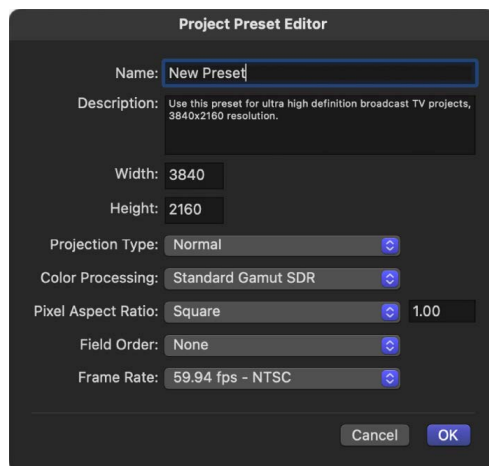 Project Preset Editor
Name: New Preset
Description: Use this preset for ultra high definition broadcast TV projects,
3840x2160 resolution.
Width: 3840
Height: 2160
Projection Type: Normal
Color Processing: Standard Gamut SDR
Pixel Aspect Ratio: Square 1.00
Field Order: None
Frame Rate: 59.94 fps - NTSC
Cancel OK